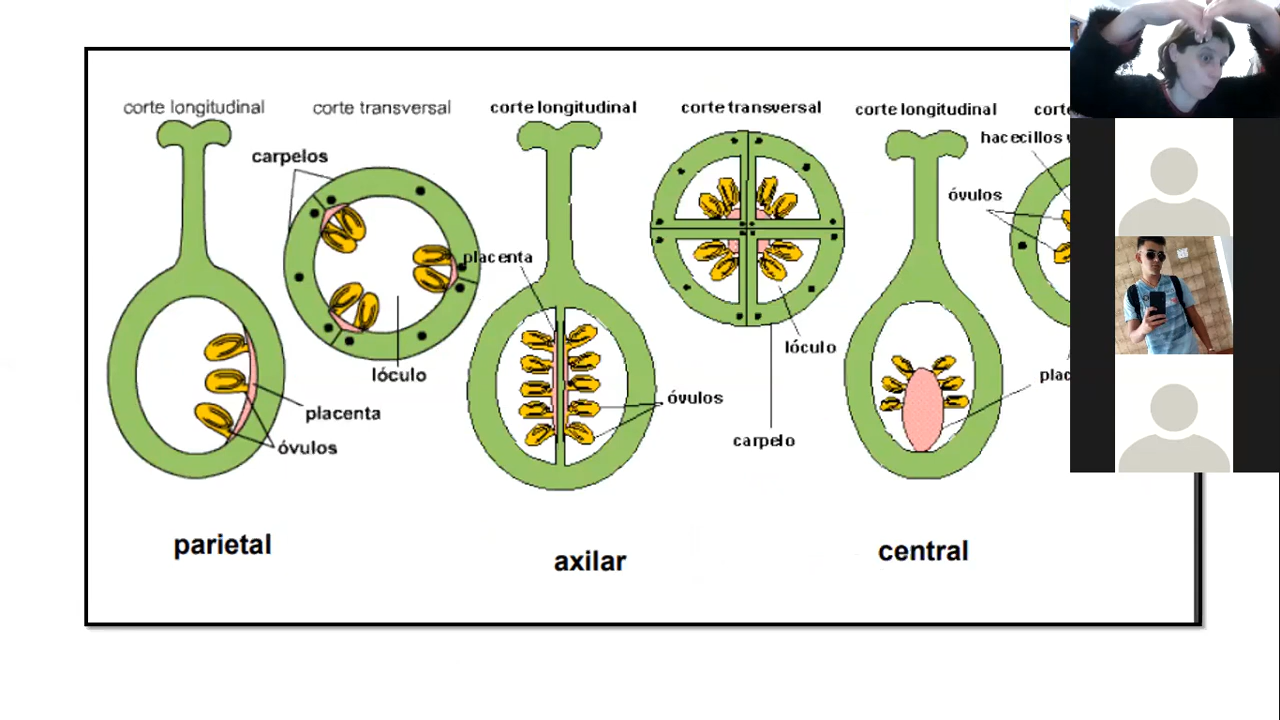 corte longitudinal
corte transversal
corte longitudinal
corte transversal
corte longitudinal
hacecillos
carpelos
óvulos
placenta
lóculo
lóculo
placenta
óvulos
óvulos
carpelo
parietal
axilar
central